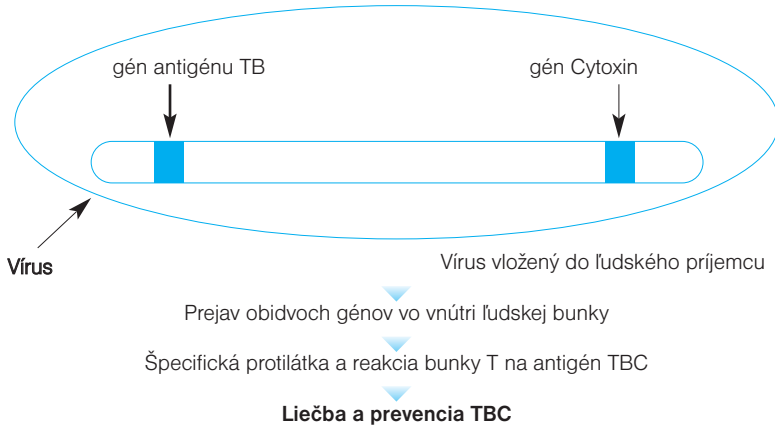 gén antigénu TB
gén Cytoxin
Vírus
Vírus vložený do ľudského príjemcu
Prejav obidvoch génov vo vnútri ľudskej bunky
Špecifická protilátka a reakcia bunky T na antigén TBC
Liečba a prevencia TBC